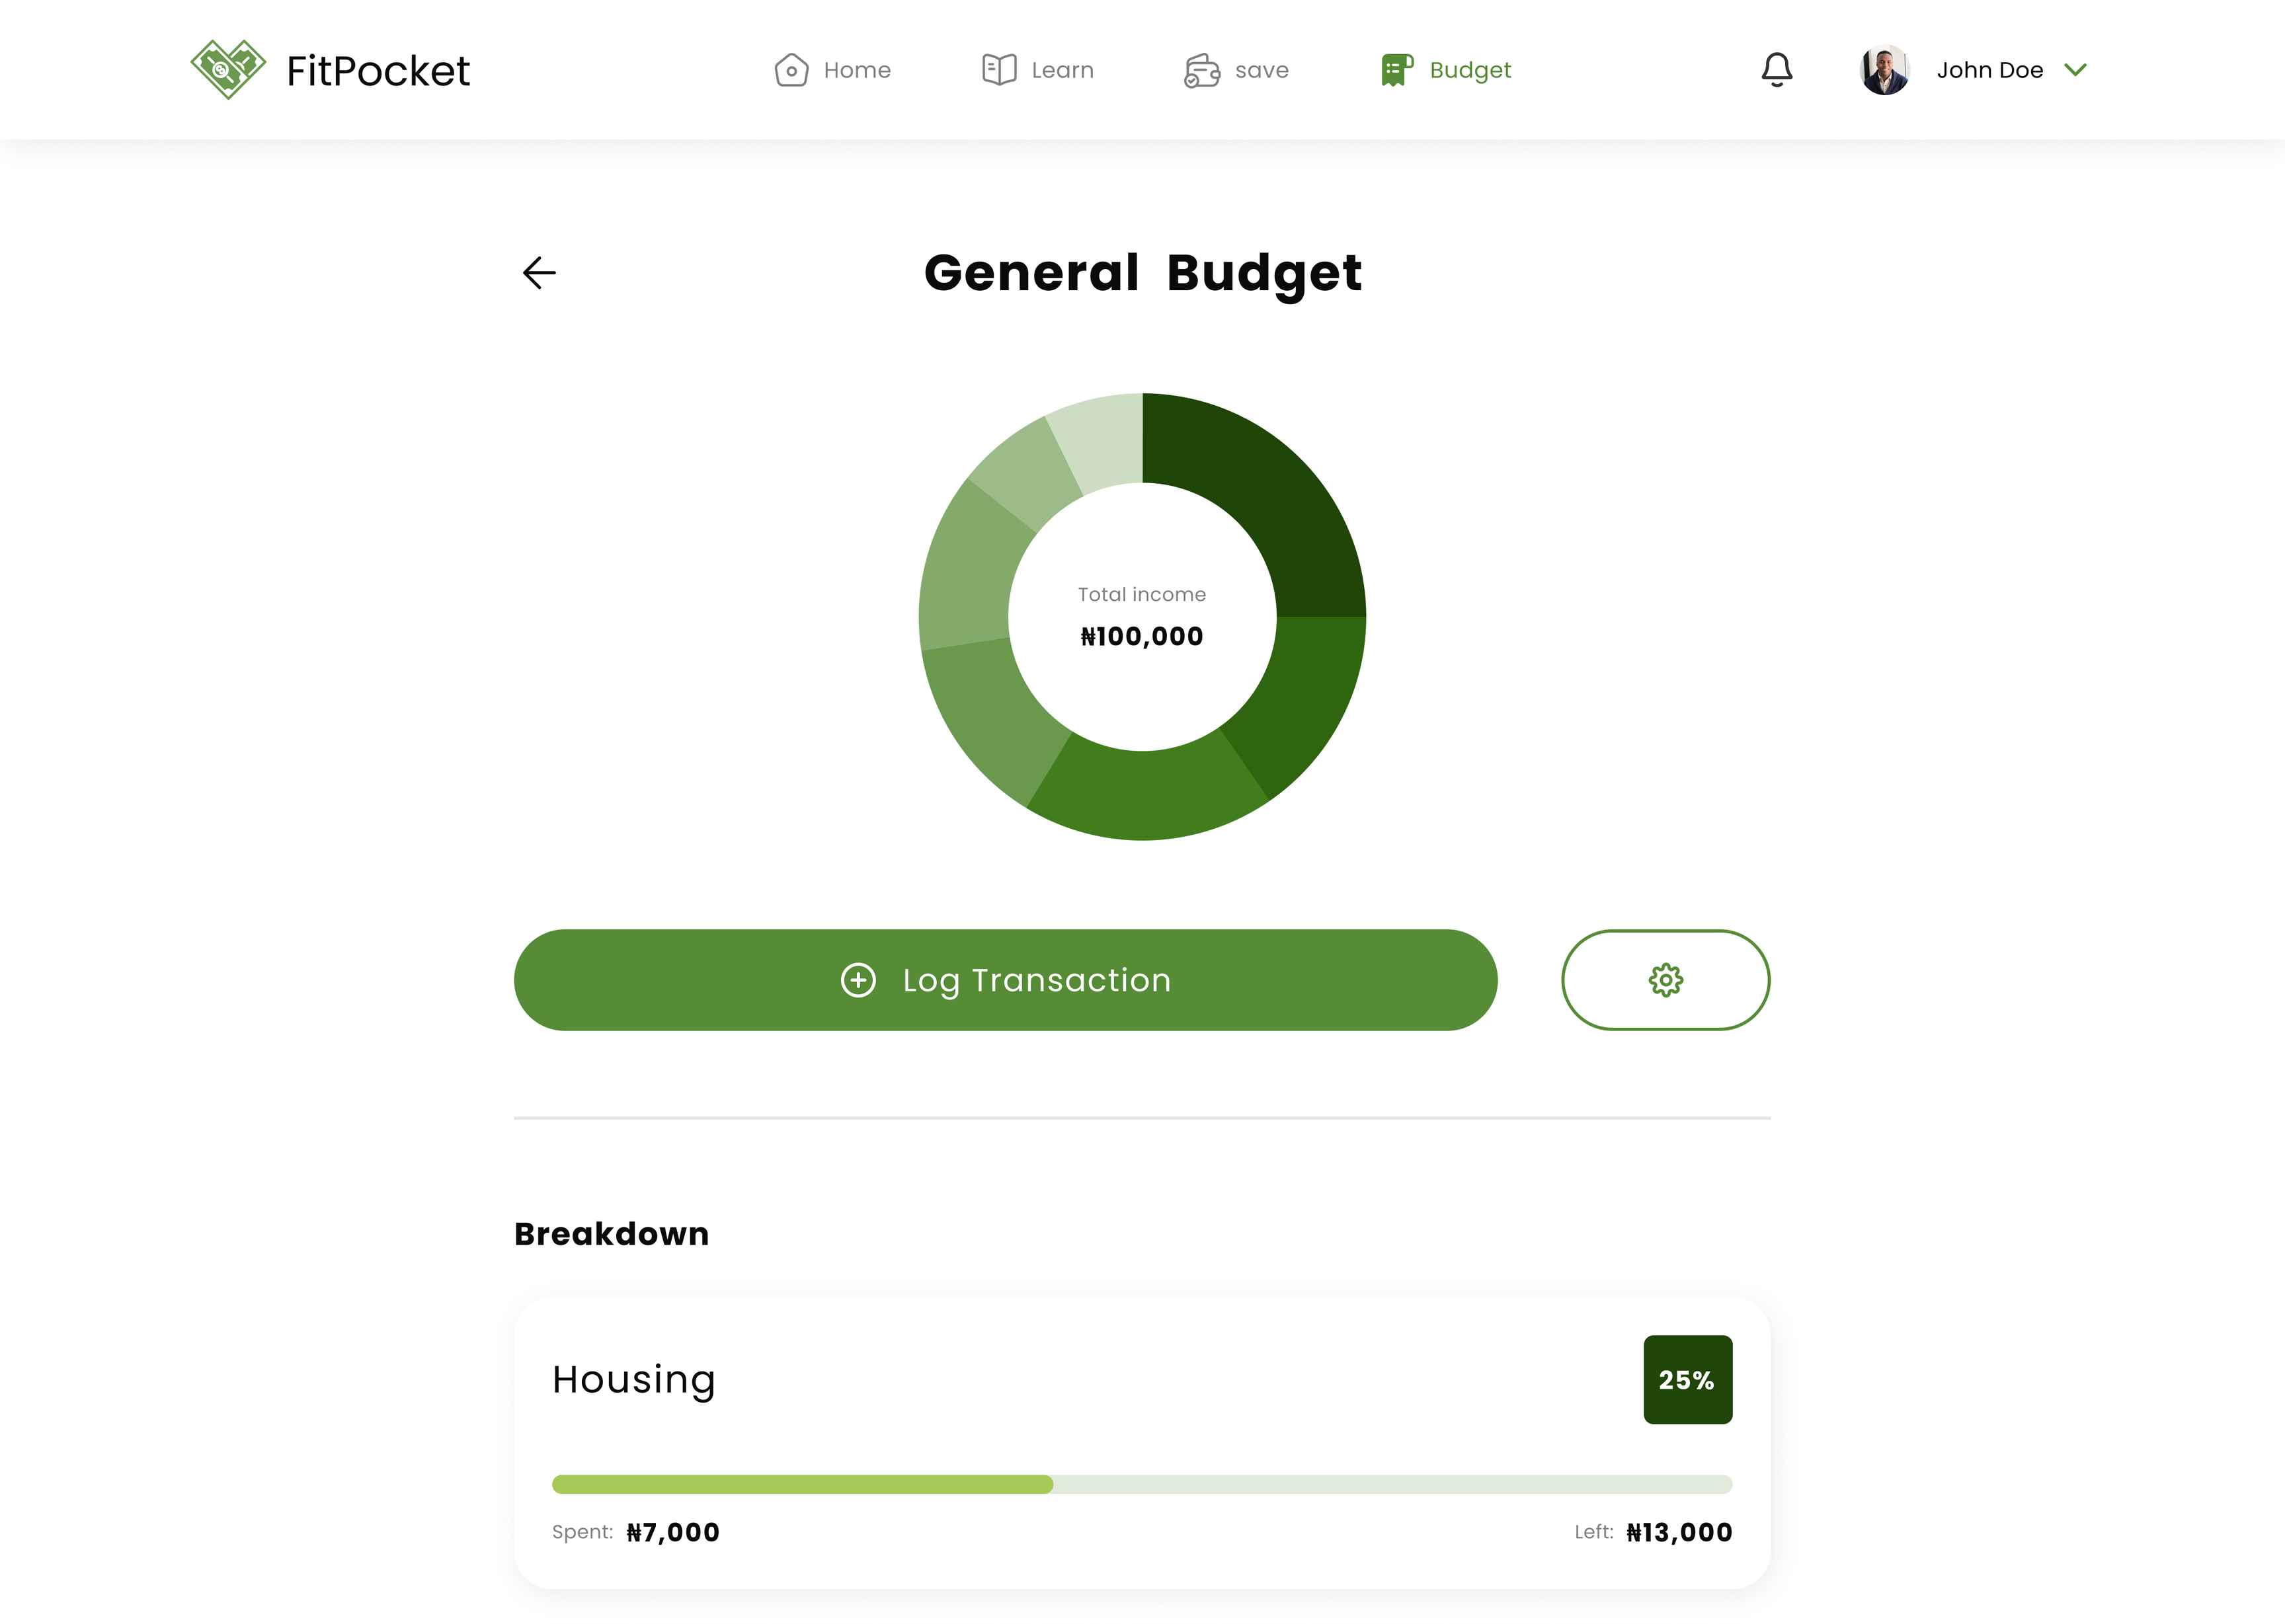 FitPocket
Home
Learn
save
Budget
John Doe
General Budget
Total income
₦100,000
Log Transaction
Breakdown
Housing
25%
Spent: ₦7,000
Left: ₦13,000